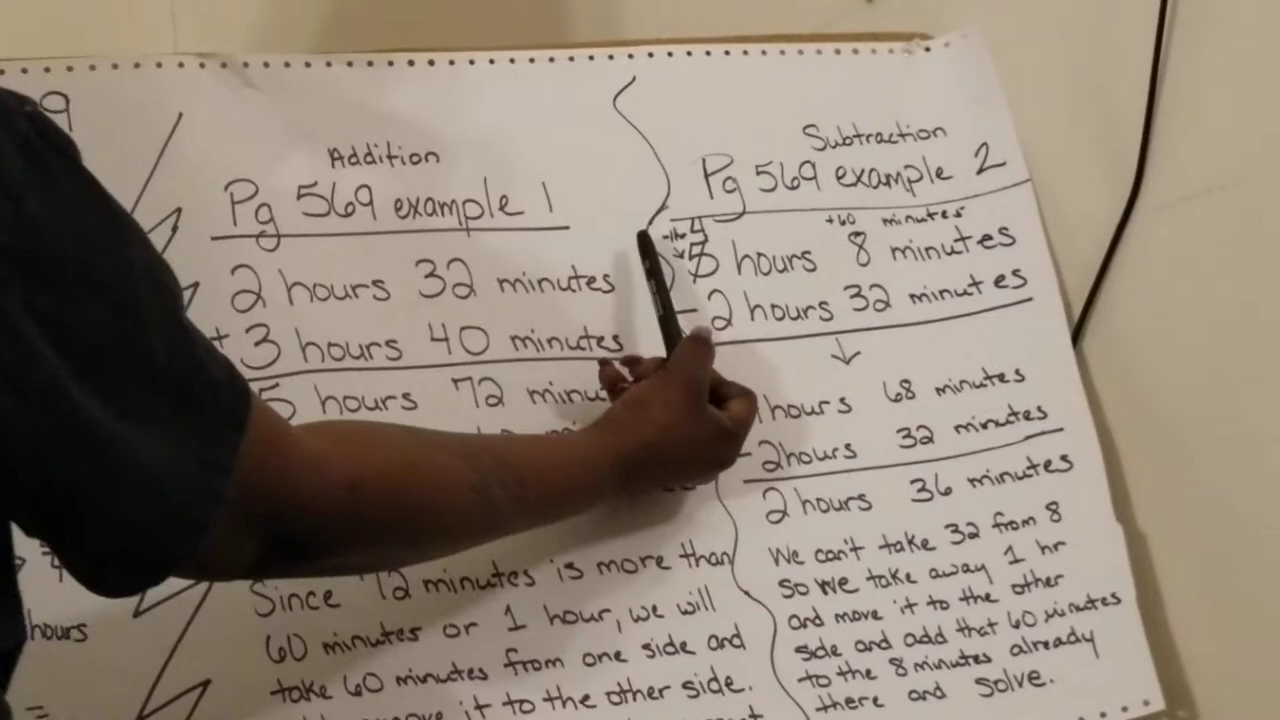 9
Addition
Pg 569 example 1
2 hours 32 minutes
+ 3 hours 40 minutes
5 hours 72
Since 72 minutes is more than
60 minutes or 1 hour, we will
take 60 minutes from one side and
it to the other side.
hours
=
Subtraction
Pg 569 example 2
-1hr 4 +60 minutes
5 hours 8 minutes
- 2 hours 32 minutes
↓
hours 68 minutes
- 2hours 32 minutes
2 hours 36 minutes
We can't take 32 from 8
so we take away 1 hr
and move it to the other
side and add that 60 minutes
to the 8 minutes already
there and solve.